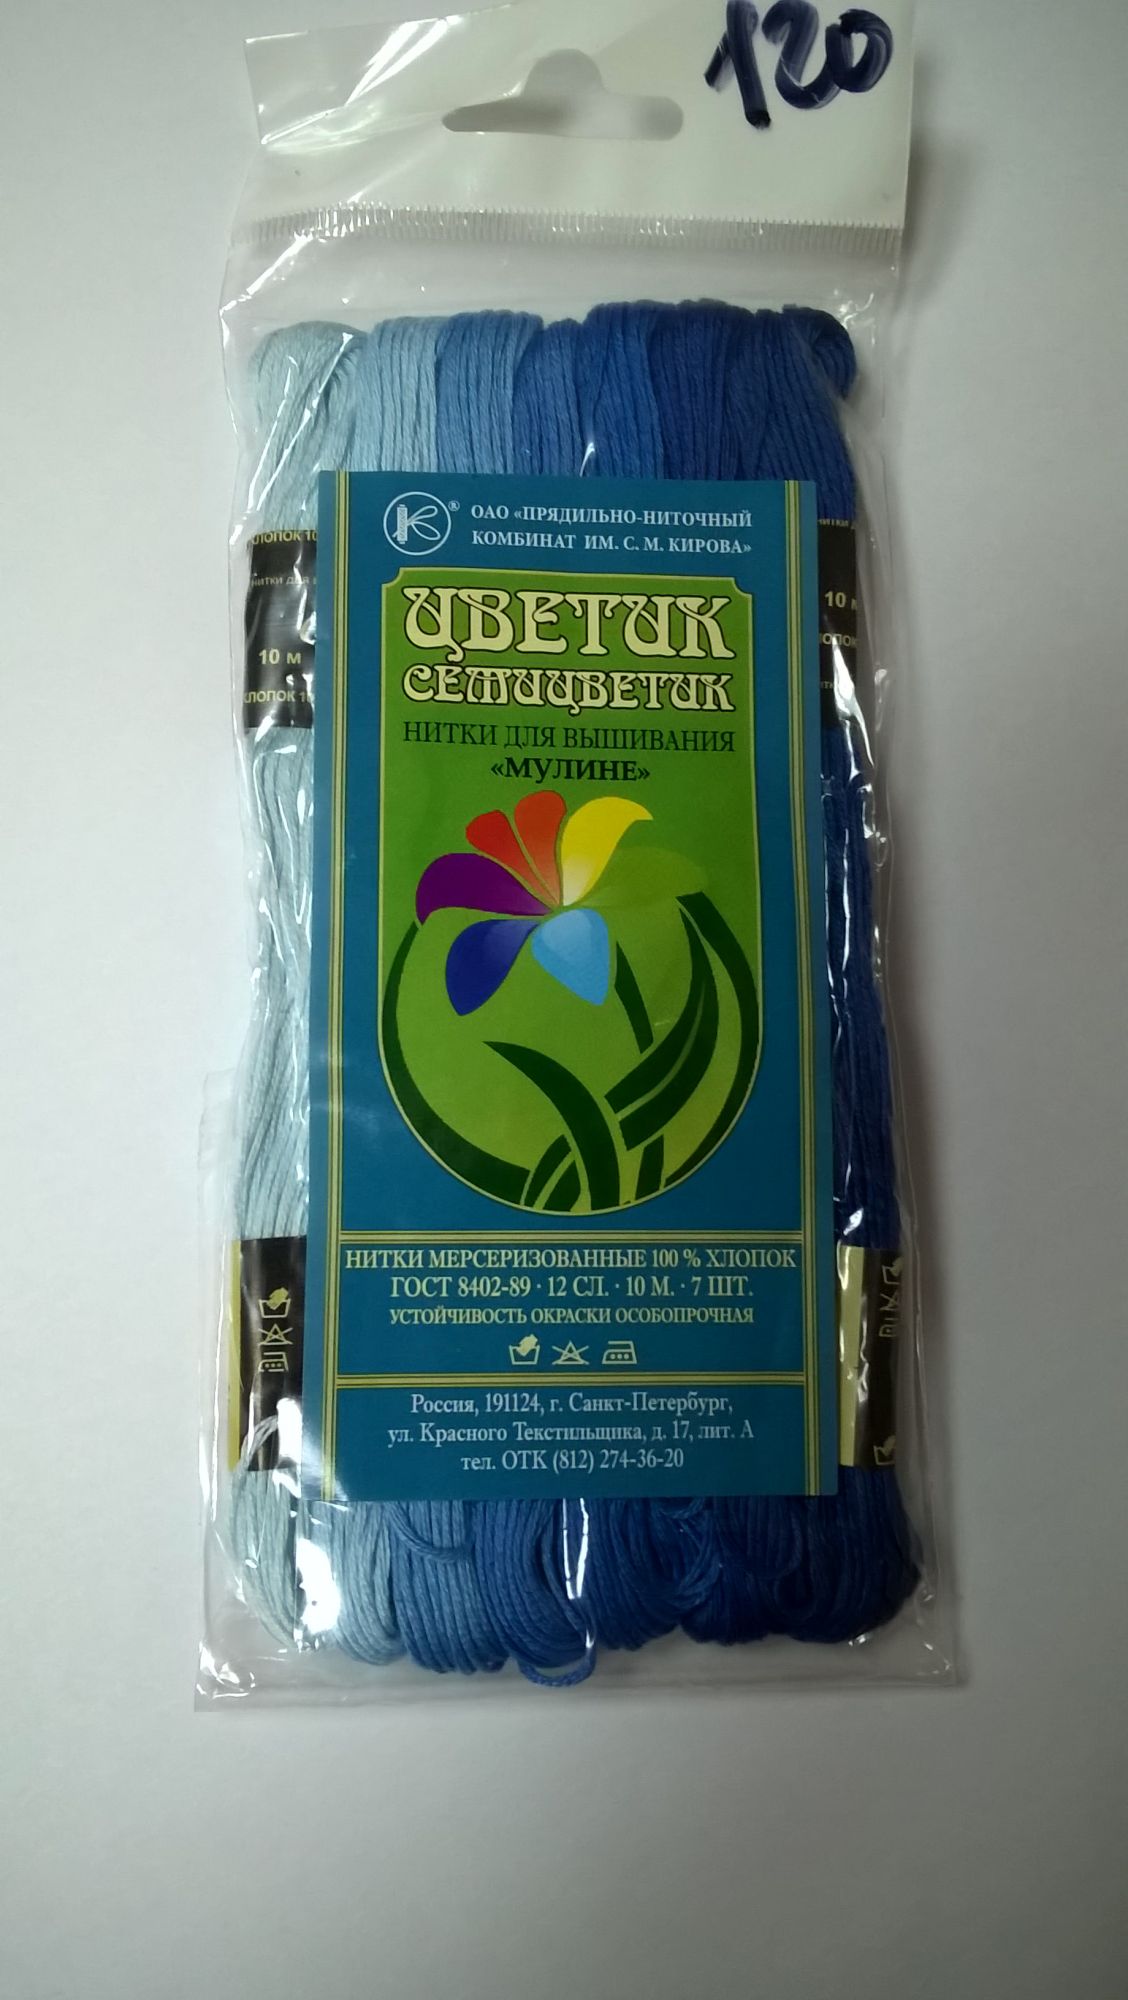 120
® ОАО «ПРЯДИЛЬНО-НИТОЧНЫЙ
КОМБИНАТ ИМ. С. М. КИРОВА»
ЦВЕТИК
СЕМИЦВЕТИК
НИТКИ ДЛЯ ВЫШИВАНИЯ
«МУЛИНЕ»
10 м
10 м
НИТКИ МЕРСЕРИЗОВАННЫЕ 100 % ХЛОПОК
ГОСТ 8402-89 · 12 СЛ. · 10 М. · 7 ШТ.
УСТОЙЧИВОСТЬ ОКРАСКИ ОСОБОПРОЧНАЯ
Россия, 191124, г. Санкт-Петербург,
ул. Красного Текстильщика, д. 17, лит. А
тел. ОТК (812) 274-36-20